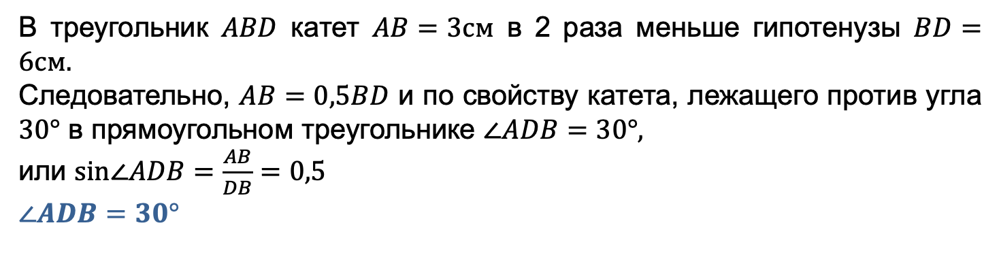 В треугольник ABD катет AB = 3см в 2 раза меньше гипотенузы BD =
6см.
Следовательно, AB = 0,5BD и по свойству катета, лежащего против угла
30° в прямоугольном треугольнике ∠ADB = 30°,
или sin∠ADB = AB/DB = 0,5
∠ADB = 30°